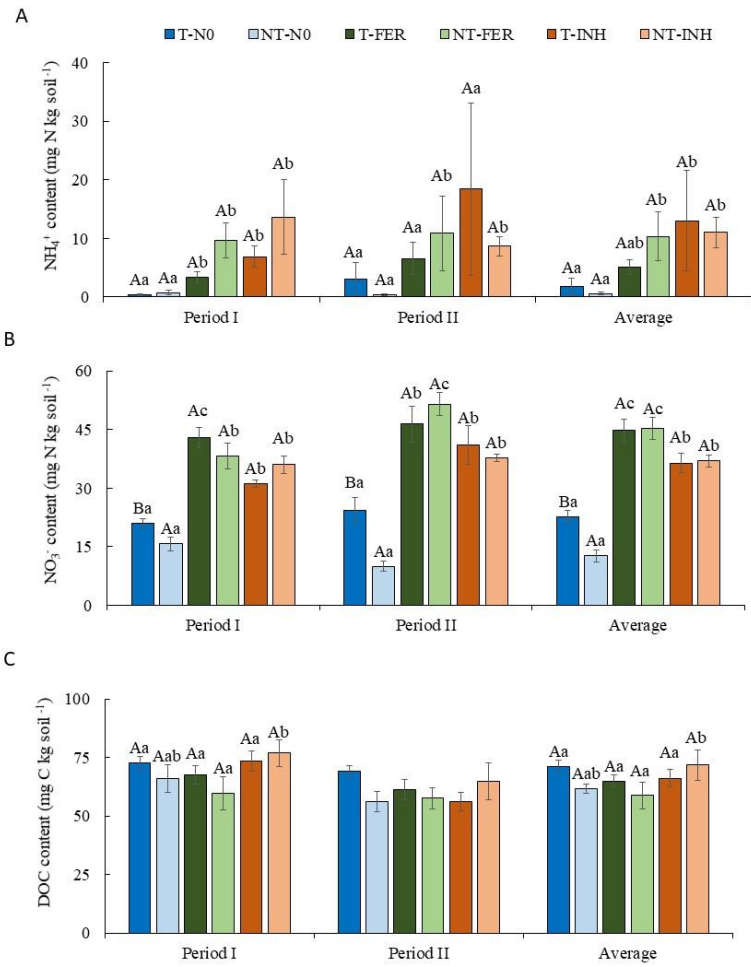 A
T-N0 NT-N0 T-FER NT-FER T-INH NT-INH
NH₄⁺ content (mg N kg soil⁻¹)
40
30
20
10
0
Aa Aa Ab Ab Ab Ab
Aa Aa Aa Ab Aa Ab
Aa Aa Aab Ab Ab Ab
Period I Period II Average
B
NO₃⁻ content (mg N kg soil⁻¹)
60
45
30
15
0
Ba Aa Ac Ab Ab Ab
Ba Aa Ab Ac Ab Ab
Ba Aa Ac Ac Ab Ab
Period I Period II Average
C
DOC content (mg C kg soil⁻¹)
100
75
50
25
0
Aa Aab Aa Aa Aa Ab
Aa Aab Aa Aa Aa Ab
Period I Period II Average